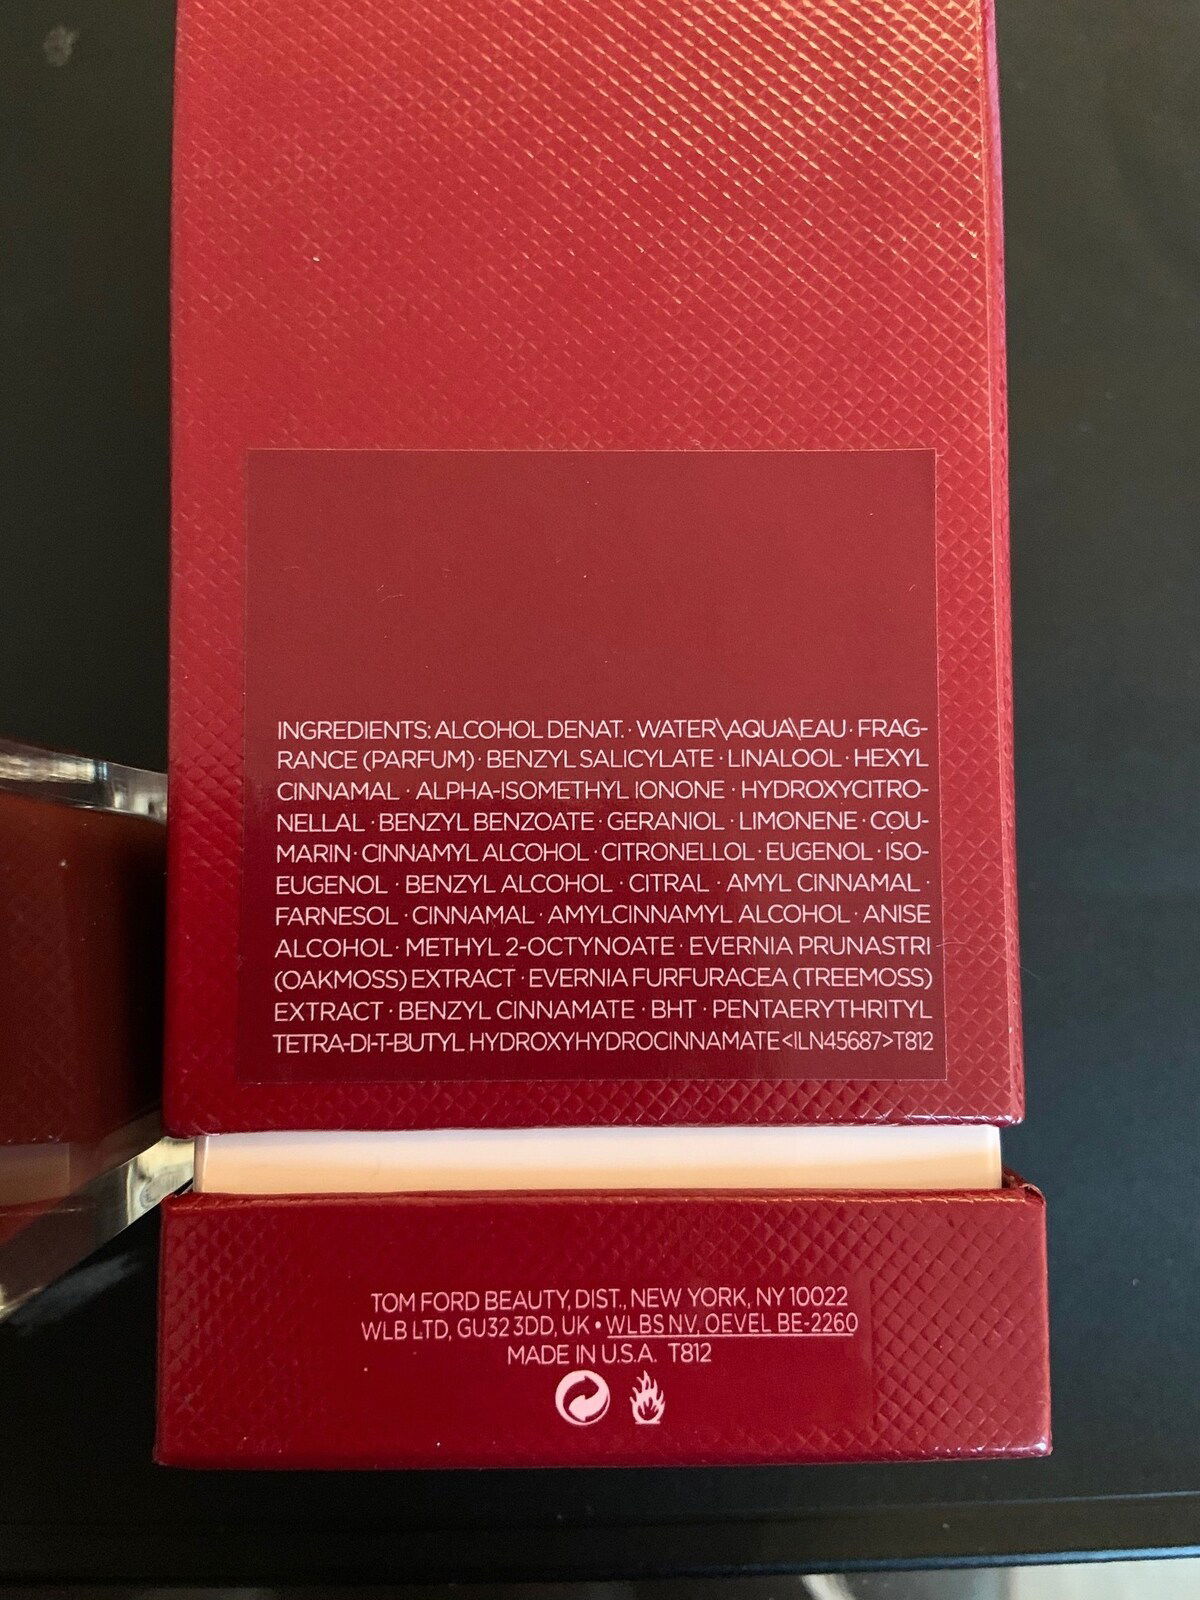 INGREDIENTS: ALCOHOL DENAT. · WATER\AQUA\EAU · FRAG-
RANCE (PARFUM) · BENZYL SALICYLATE · LINALOOL · HEXYL
CINNAMAL · ALPHA-ISOMETHYL IONONE · HYDROXYCITRO-
NELLAL · BENZYL BENZOATE · GERANIOL · LIMONENE · COU-
MARIN · CINNAMYL ALCOHOL · CITRONELLOL · EUGENOL · ISO-
EUGENOL · BENZYL ALCOHOL · CITRAL · AMYL CINNAMAL ·
FARNESOL · CINNAMAL · AMYLCINNAMYL ALCOHOL · ANISE
ALCOHOL · METHYL 2-OCTYNOATE · EVERNIA PRUNASTRI
(OAKMOSS) EXTRACT · EVERNIA FURFURACEA (TREEMOSS)
EXTRACT · BENZYL CINNAMATE · BHT · PENTAERYTHRITYL
TETRA-DI-T-BUTYL HYDROXYHYDROCINNAMATE <ILN45687> T812
TOM FORD BEAUTY, DIST., NEW YORK, NY 10022
WLB LTD, GU32 3DD, UK • WLBS NV, OEVEL BE-2260
MADE IN U.S.A. T812